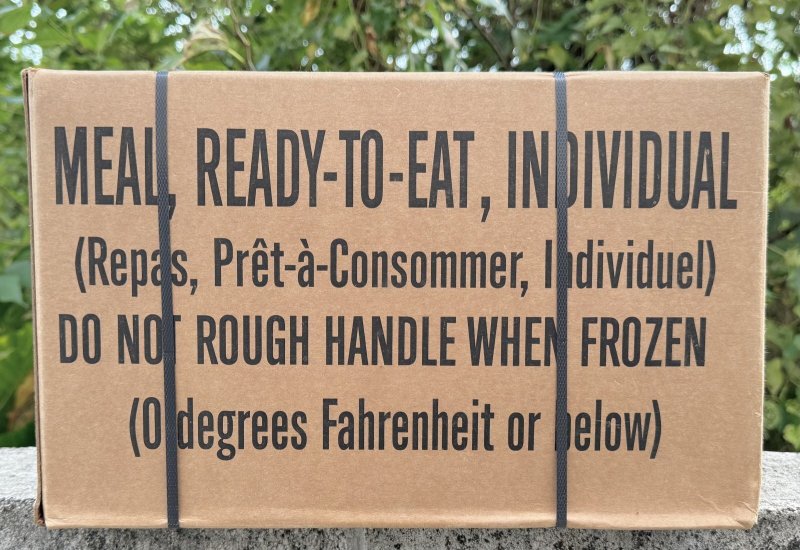 MEAL, READY-TO-EAT, INDIVIDUAL
(Repas, Prêt-à-Consommer, Individuel)
DO NOT ROUGH HANDLE WHEN FROZEN
(0 degrees Fahrenheit or below)